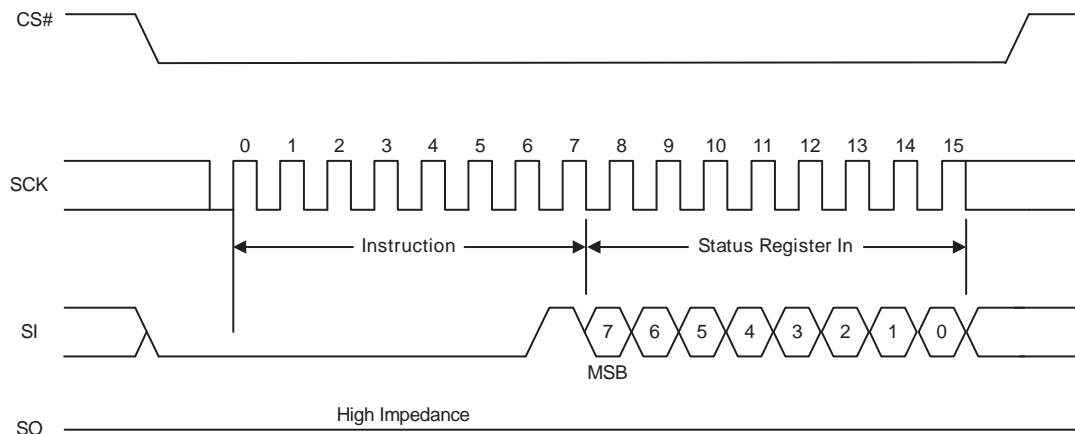 CS#
0 1 2 3 4 5 6 7 8 9 10 11 12 13 14 15
SCK
Instruction Status Register In
SI 7 6 5 4 3 2 1 0
MSB
High Impedance
SO